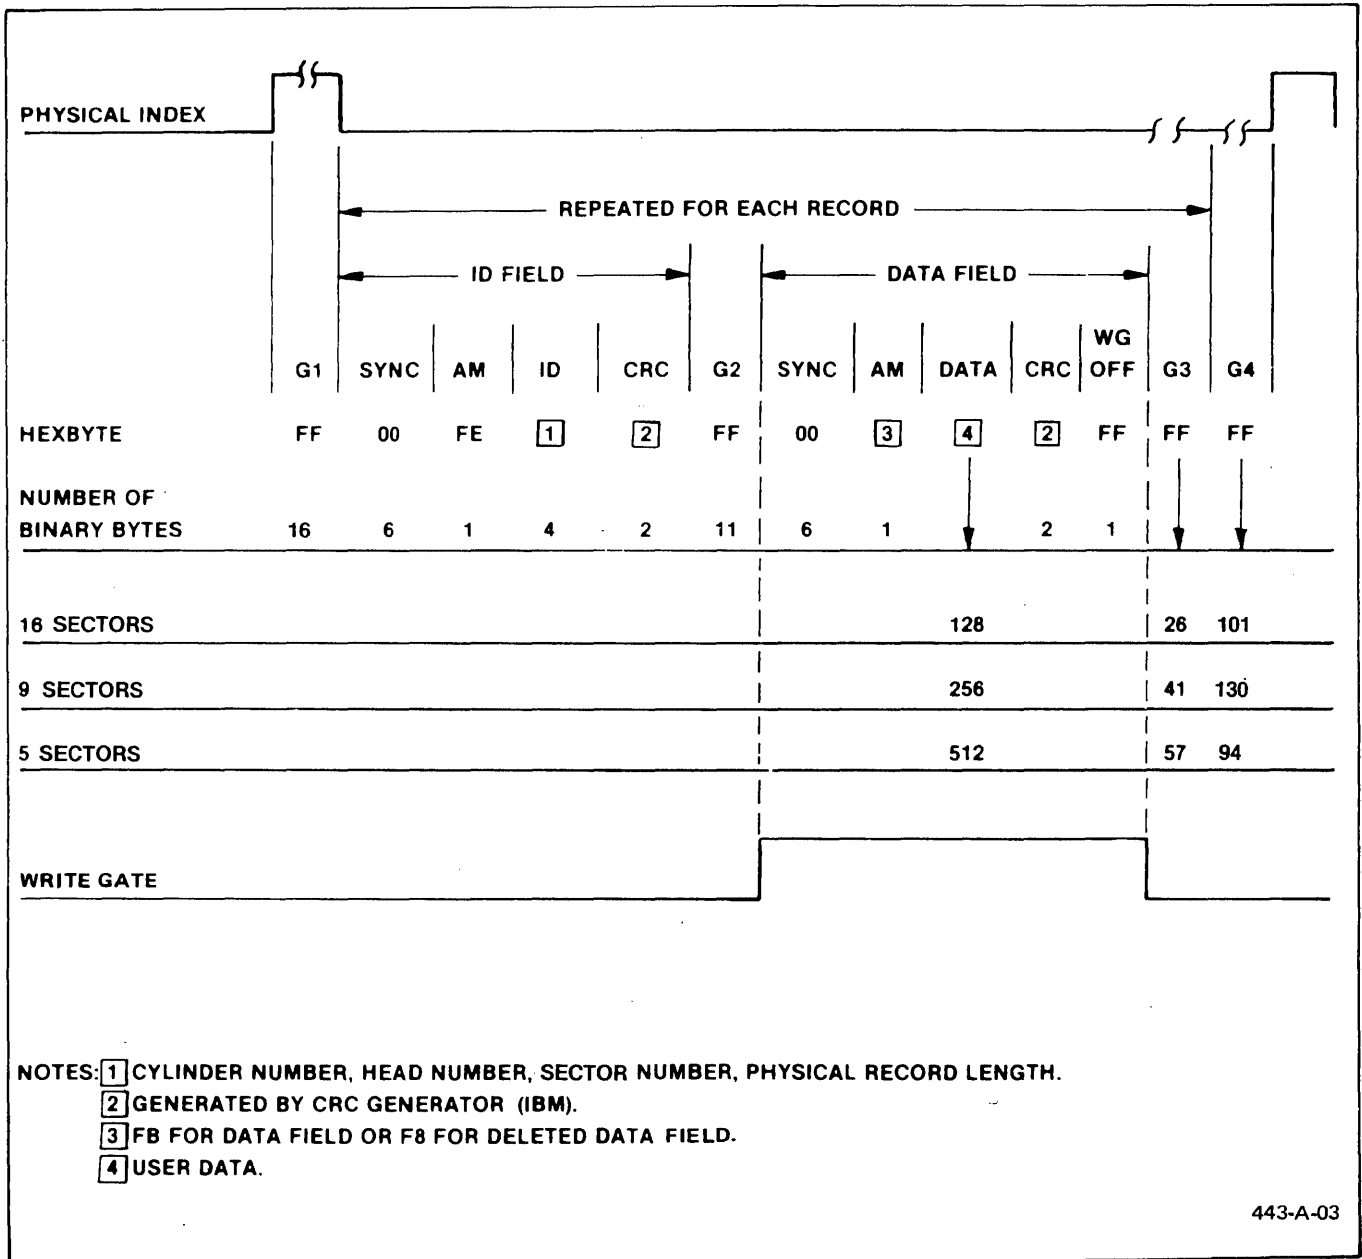 PHYSICAL INDEX
REPEATED FOR EACH RECORD
ID FIELD DATA FIELD
WG
G1 SYNC AM ID CRC G2 SYNC AM DATA CRC OFF G3 G4
HEXBYTE FF 00 FE 1 2 FF 00 3 4 2 FF FF FF
NUMBER OF
BINARY BYTES 16 6 1 4 2 11 6 1 2 1
16 SECTORS 128 26 101
9 SECTORS 256 41 130
5 SECTORS 512 57 94
WRITE GATE
NOTES: 1 CYLINDER NUMBER, HEAD NUMBER, SECTOR NUMBER, PHYSICAL RECORD LENGTH.
2 GENERATED BY CRC GENERATOR (IBM).
3 FB FOR DATA FIELD OR F8 FOR DELETED DATA FIELD.
4 USER DATA.
443-A-03